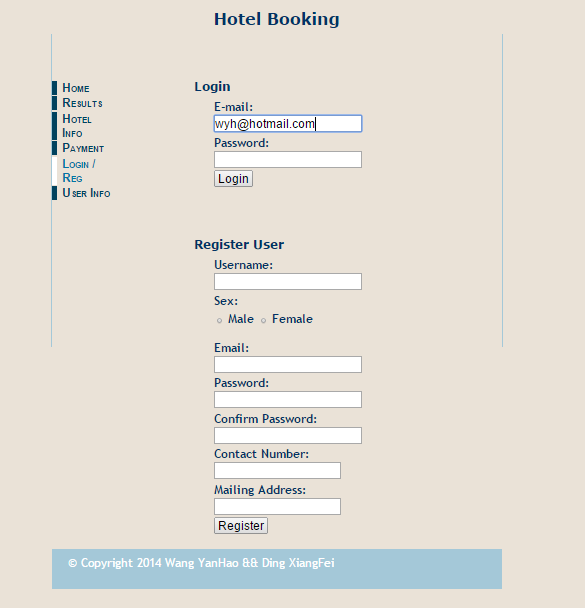 Hotel Booking
Home
Results
Hotel
Info
Payment
Login /
Reg
User Info
Login
E-mail:
wyh@hotmail.com
Password:
Login
Register User
Username:
Sex:
Male Female
Email:
Password:
Confirm Password:
Contact Number:
Mailing Address:
Register
© Copyright 2014 Wang YanHao && Ding XiangFei